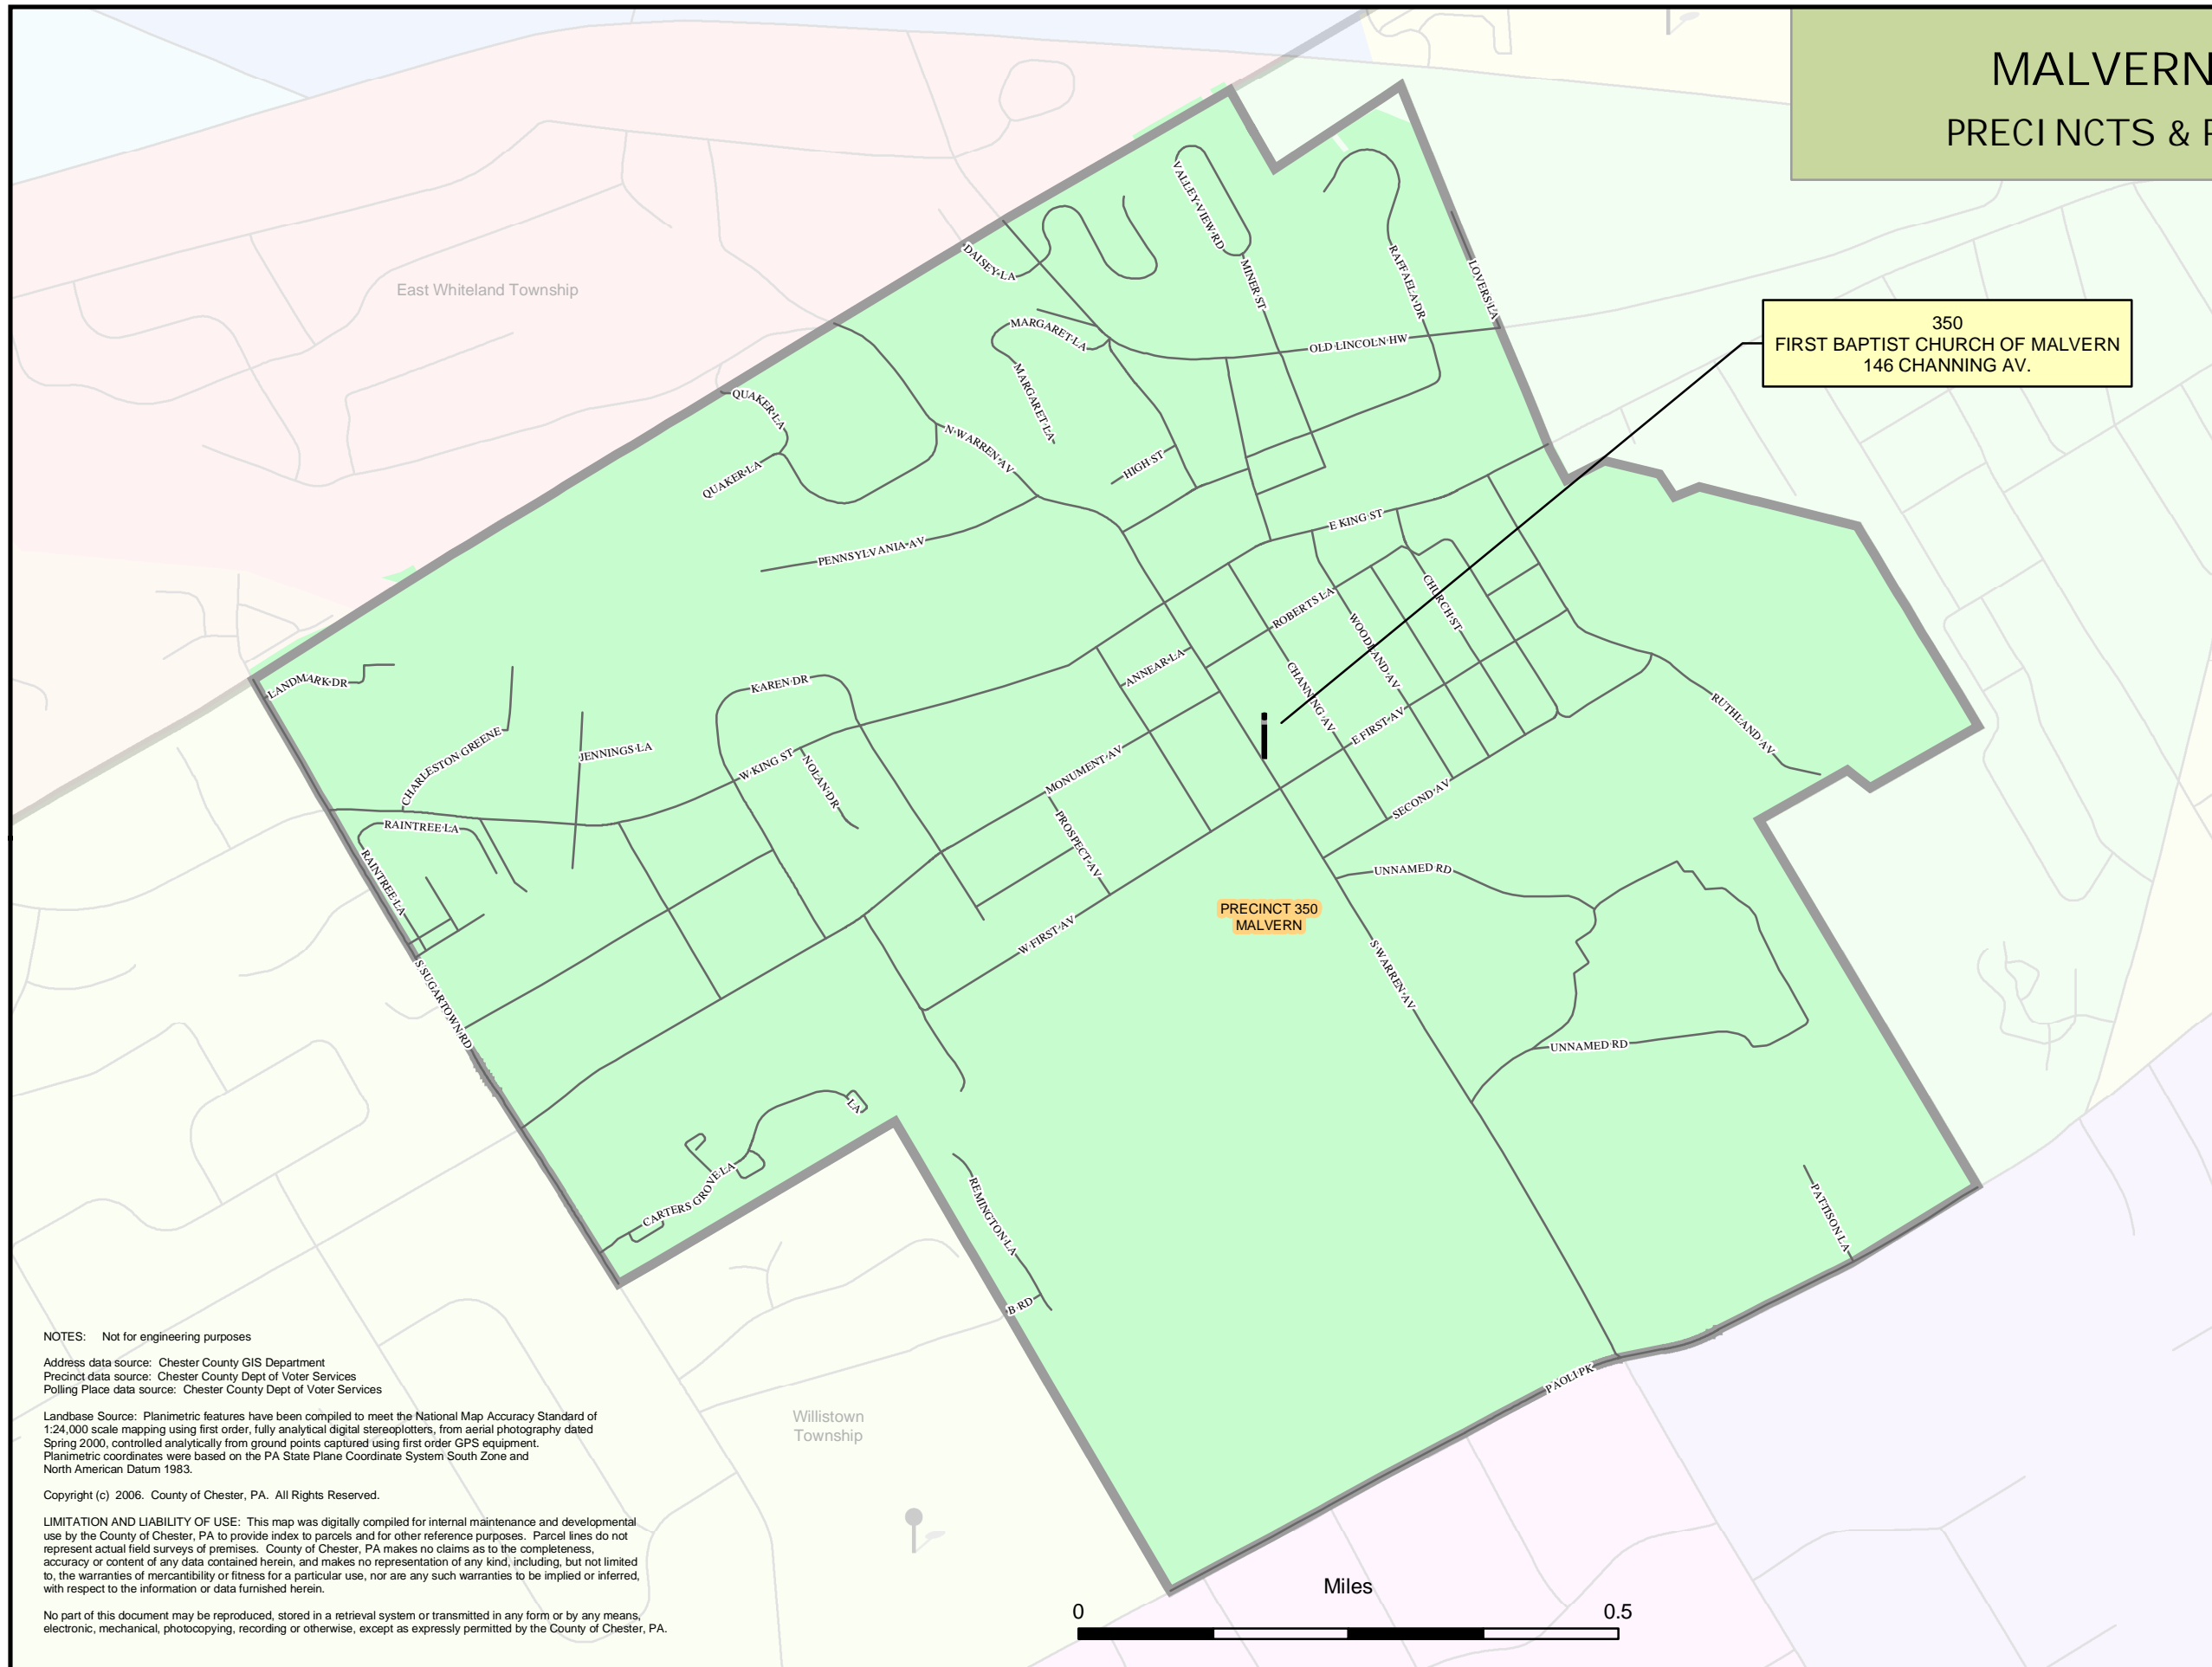 MALVERN
PRECINCTS &
East Whiteland Township
350
FIRST BAPTIST CHURCH OF MALVERN
146 CHANNING AV.
VALLEY VIEW RD
DAISEY LA
MINER ST
RAFFAELA DR
LOVERS LA
MARGARET LA
OLD LINCOLN HW
MARGARET LA
QUAKER LA
N WARREN AV
HIGH ST
QUAKER LA
E KING ST
PENNSYLVANIA AV
CHURCH ST
ROBERTS LA
WOODLAND AV
ANNEAR LA
LANDMARK DR
KAREN DR
CHANNING AV
RUTHLAND AV
E FIRST AV
CHARLESTON GREENE
JENNINGS LA
W KING ST
NOLAN DR
MONUMENT AV
SECOND AV
RAINTREE LA
PROSPECT AV
RAINTREE LA
UNNAMED RD
PRECINCT 350
MALVERN
W FIRST AV
S WARREN AV
S SUGARTOWN RD
UNNAMED RD
LA
CARTERS GROVE LA
REMINGTON LA
PATTISON LA
B RD
PAOLI PK
Willistown
Township
NOTES: Not for engineering purposes
Address data source: Chester County GIS Department
Precinct data source: Chester County Dept of Voter Services
Polling Place data source: Chester County Dept of Voter Services
Landbase Source: Planimetric features have been compiled to meet the National Map Accuracy Standard of
1:24,000 scale mapping using first order, fully analytical digital stereoplotters, from aerial photography dated
Spring 2000, controlled analytically from ground points captured using first order GPS equipment.
Planimetric coordinates were based on the PA State Plane Coordinate System South Zone and
North American Datum 1983.
Copyright (c) 2006. County of Chester, PA. All Rights Reserved.
LIMITATION AND LIABILITY OF USE: This map was digitally compiled for internal maintenance and developmental
use by the County of Chester, PA to provide index to parcels and for other reference purposes. Parcel lines do not
represent actual field surveys of premises. County of Chester, PA makes no claims as to the completeness,
accuracy or content of any data contained herein, and makes no representation of any kind, including, but not limited
to, the warranties of mercantibility or fitness for a particular use, nor are any such warranties to be implied or inferred,
with respect to the information or data furnished herein.
No part of this document may be reproduced, stored in a retrieval system or transmitted in any form or by any means,
electronic, mechanical, photocopying, recording or otherwise, except as expressly permitted by the County of Chester, PA.
Miles
0 0.5